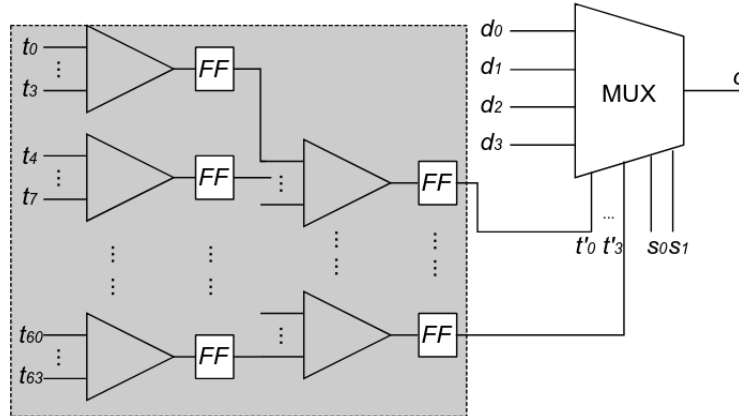 t0
⋮
t3
FF
t4
⋮
t7
FF
⋮
FF
⋮ ⋮ ⋮ ⋮
⋮ ⋮ ⋮ ⋮
t60
⋮
t63
FF
⋮
FF
d0
d1
d2
d3
MUX
...
t'0 t'3 s0 s1